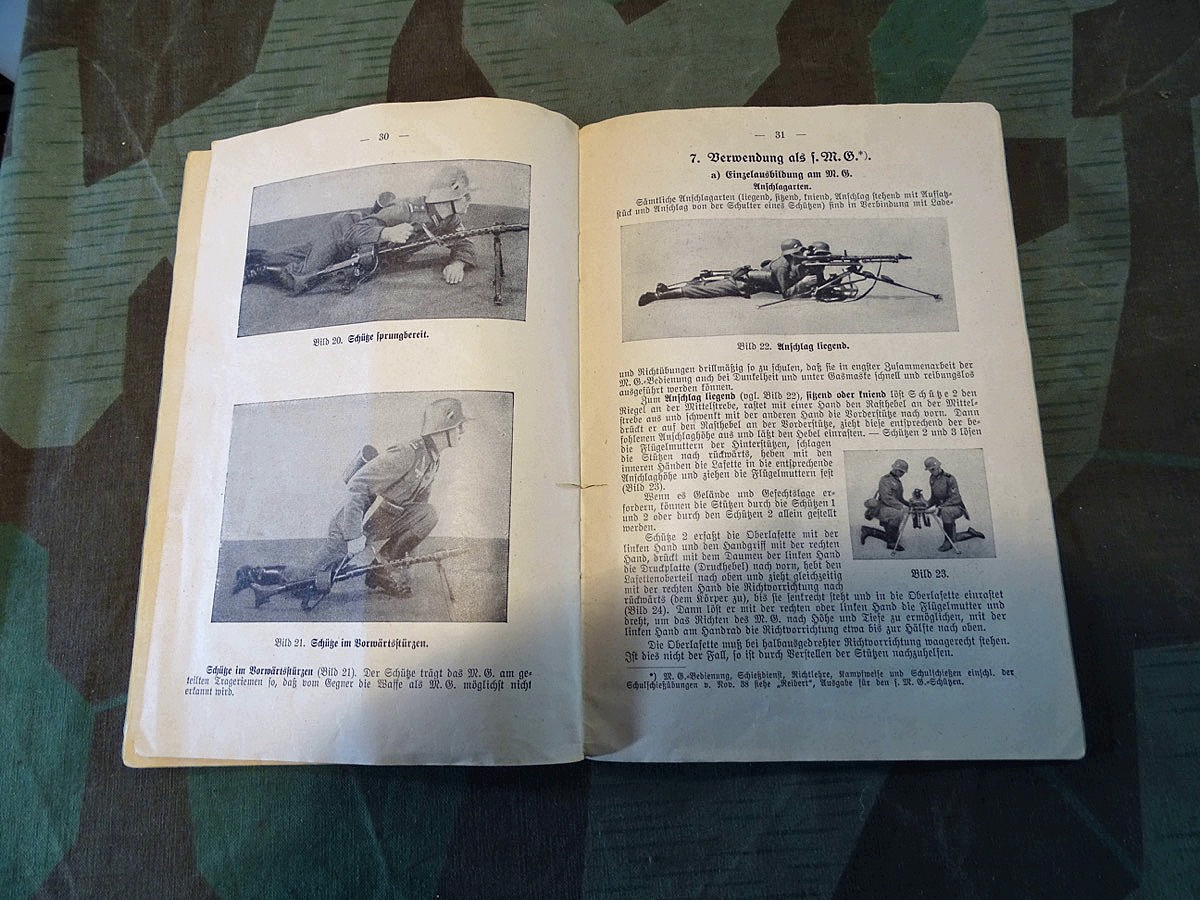 — 30 —
Bild 20. Schütze sprungbereit.
Bild 21. Schütze im Vorwärtsstürzen.
Schütze im Vorwärtsstürzen (Bild 21). Der Schütze trägt das M. G. am ge-
teilten Trageriemen so, daß vom Gegner die Waffe als M. G. möglichst nicht
erkannt wird.
— 31 —
7. Verwendung als s. M. G.*).
a) Einzelausbildung am M. G.
Anschlagarten.
Sämtliche Anschlagarten (liegend, sitzend, kniend, Anschlag stehend mit Aufsatz-
stück und Anschlag von der Schulter eines Schützen) sind in Verbindung mit Lade-
Bild 22. Anschlag liegend.
und Richtübungen drillmäßig so zu schulen, daß sie in engster Zusammenarbeit der
M. G.-Bedienung auch bei Dunkelheit und unter Gasmaske schnell und reibungslos
ausgeführt werden können.
Zum Anschlag liegend (vgl. Bild 22), sitzend oder kniend löst Schütze 2 den
Riegel an der Mittelstrebe, rastet mit einer Hand den Rasthebel an der Mittel-
strebe aus und schwenkt mit der anderen Hand die Vorderstütze nach vorn. Dann
drückt er auf den Rasthebel an der Vorderstütze, zieht diese entsprechend der be-
fohlenen Anschlaghöhe aus und läßt den Hebel einrasten. — Schützen 2 und 3 lösen
die Flügelmuttern der Hinterstützen, schlagen
die Stützen nach rückwärts, heben mit den
inneren Händen die Lafette in die entsprechende
Anschlaghöhe und ziehen die Flügelmuttern fest
(Bild 23).
Wenn es Gelände und Gefechtslage er-
fordern, können die Stützen durch die Schützen 1
und 2 oder durch den Schützen 2 allein gestellt
werden.
Schütze 2 erfaßt die Oberlafette mit der
linken Hand und den Handgriff mit der rechten
Hand, drückt mit dem Daumen der linken Hand
die Druckplatte (Druckhebel) nach vorn, hebt den
Lafettenoberteil nach oben und zieht gleichzeitig
mit der rechten Hand die Richtvorrichtung nach
rückwärts (dem Körper zu), bis sie senkrecht steht und in die Oberlafette einrastet
(Bild 24). Dann löst er mit der rechten oder linken Hand die Flügelmutter und
dreht, um das Richten des M. G. nach Höhe und Tiefe zu ermöglichen, mit der
linken Hand am Handrad die Richtvorrichtung etwa bis zur Hälfte nach oben.
Die Oberlafette muß bei halbausgedrehter Richtvorrichtung waagerecht stehen.
Ist dies nicht der Fall, so ist durch Verstellen der Stützen nachzuhelfen.
Bild 23.
*) M. G.-Bedienung, Schießdienst, Richtlehre, Kampfweise und Schulschießen einschl. der
Schulschießübungen v. Nov. 38 siehe „Reibert", Ausgabe für den s. M. G.-Schützen.